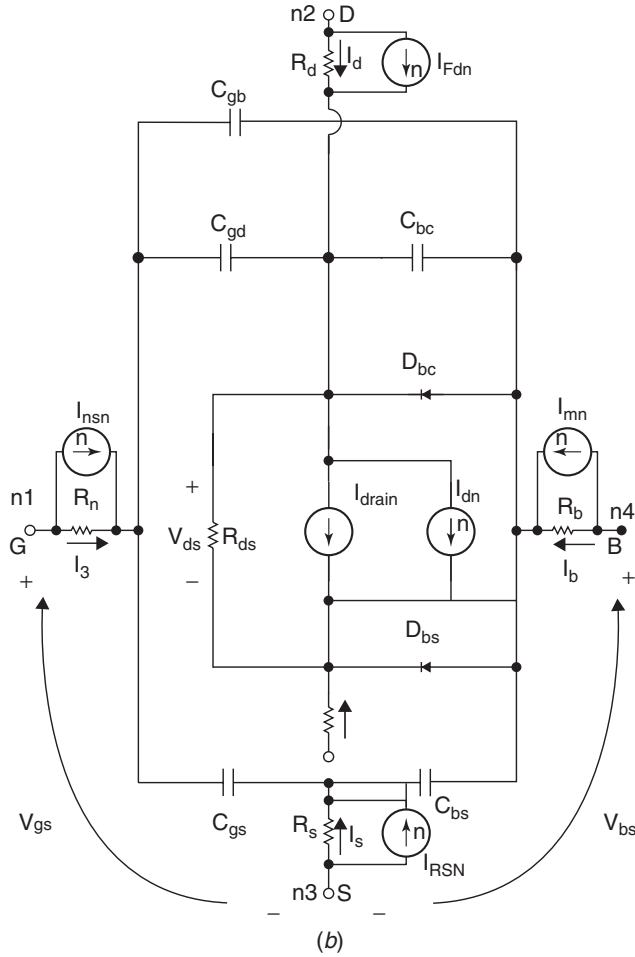 n2 D
R_d
I_d
n
I_Fdn
C_gb
C_gd
C_bc
D_bc
I_nsn
n
I_mn
n
n1
R_n
G
I_3
+
+
V_ds
−
R_ds
I_drain
I_dn
n
R_b
n4
B
I_b
+
D_bs
C_gs
C_bs
V_gs
V_bs
R_s
I_s
n
I_RSN
n3 S
− −
(b)